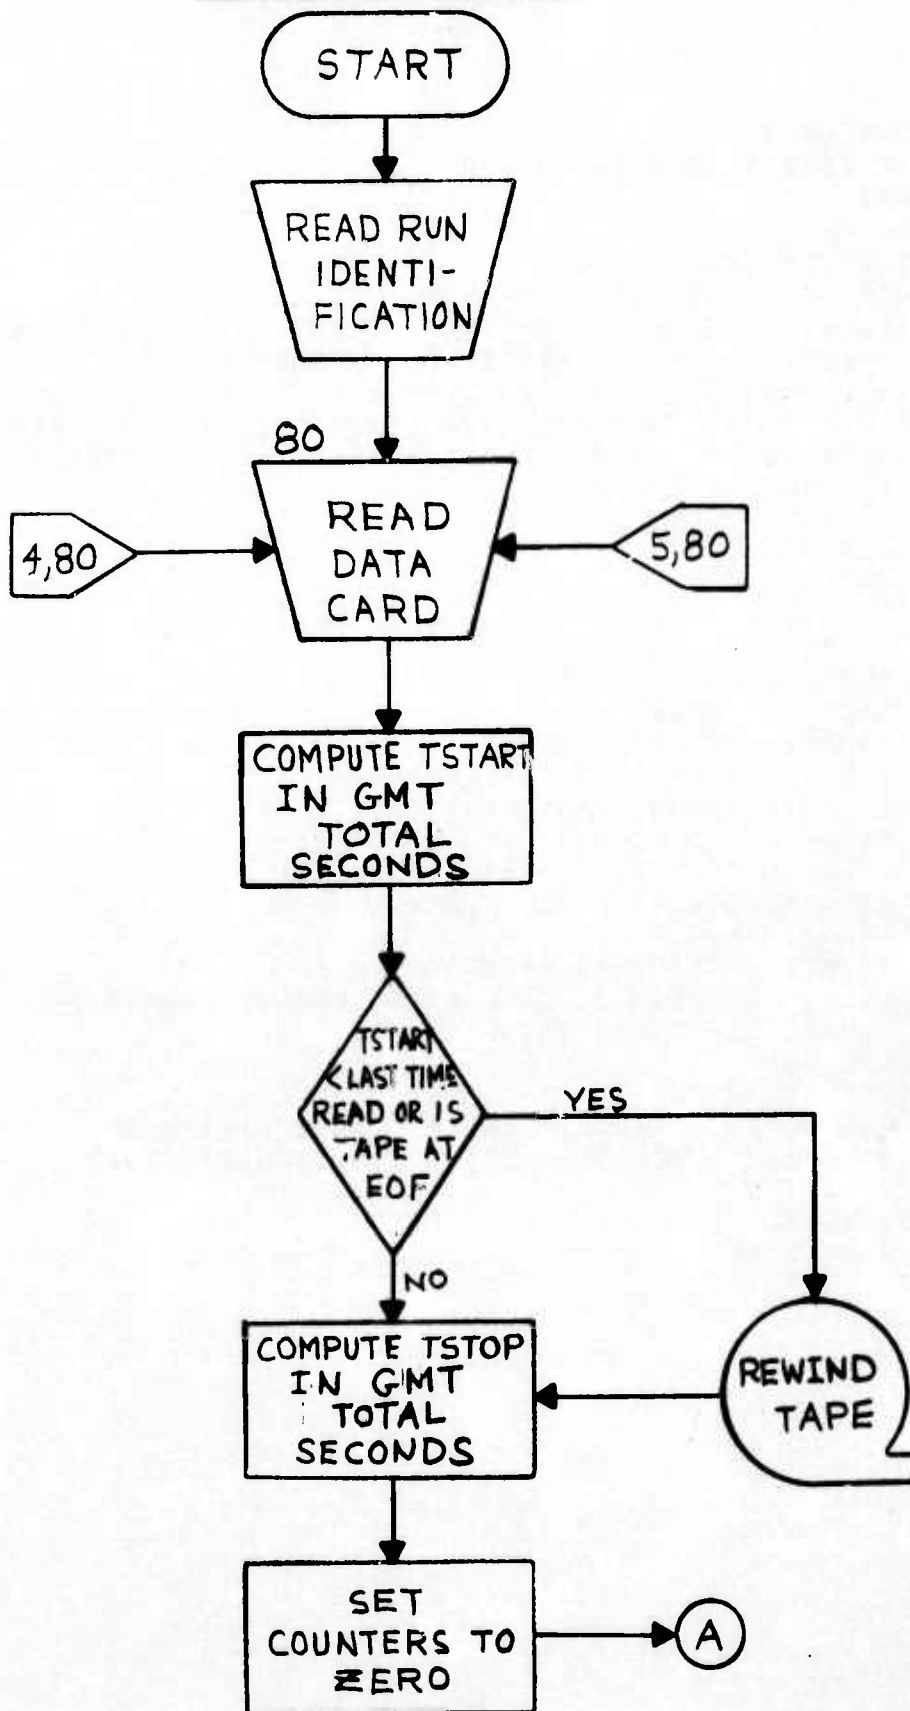 START
READ RUN
IDENTI-
FICATION
80
READ
DATA
CARD
4,80
5,80
COMPUTE TSTART
IN GMT
TOTAL
SECONDS
TSTART
< LAST TIME
READ OR IS
TAPE AT
EOF
YES
NO
COMPUTE TSTOP
IN GMT
TOTAL
SECONDS
REWIND
TAPE
SET
COUNTERS TO
ZERO
A